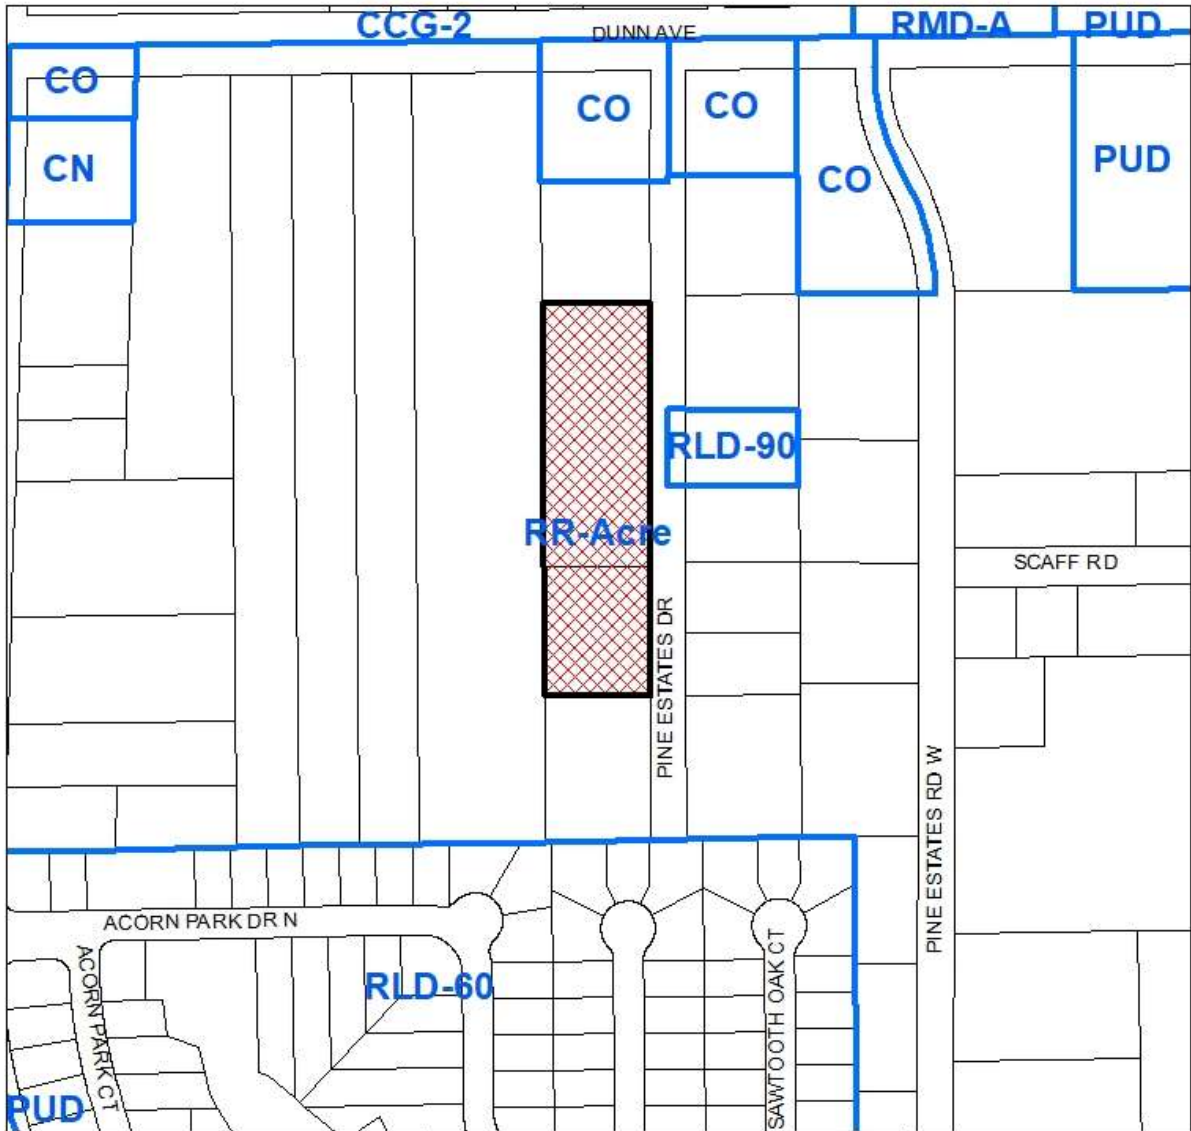 CCG-2
DUNN AVE
RMD-A
PUD
CO
CO
CO
CN
CO
PUD
RLD-90
RR-Acre
SCAFF RD
PINE ESTATES DR
PINE ESTATES RD W
ACORN PARK DR N
ACORN PARK CT
RLD-60
SAWTOOTH OAK CT
PUD